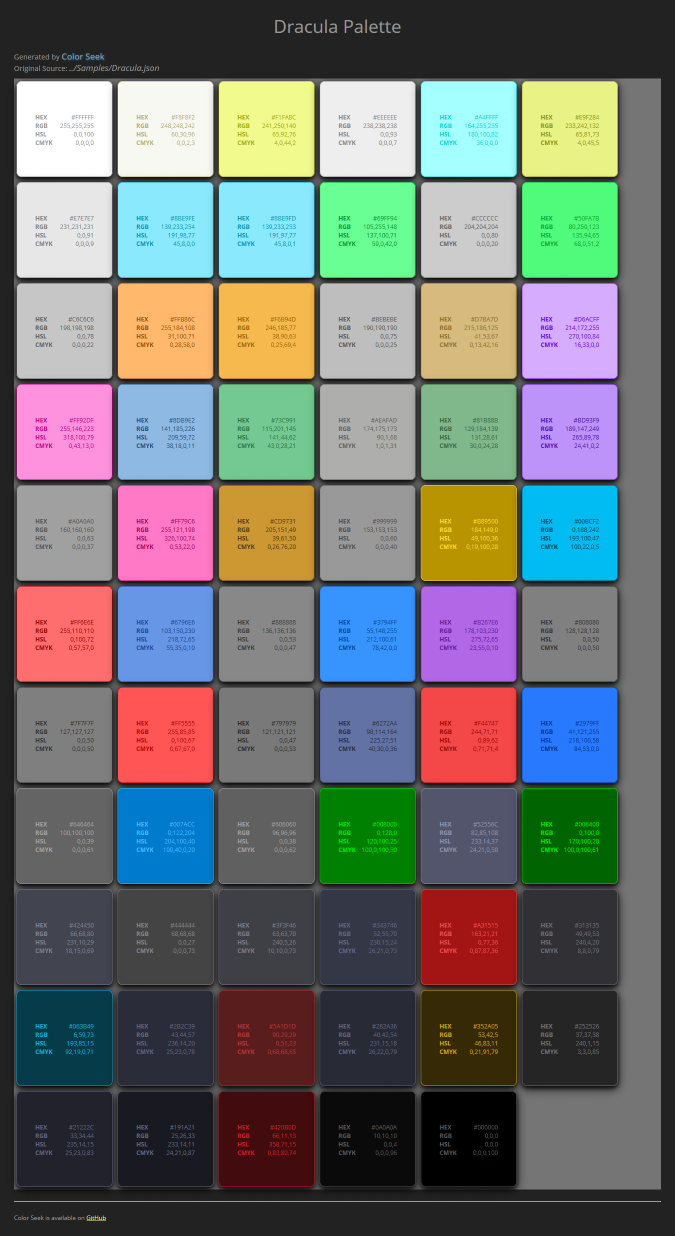 Dracula Palette
Generated by Color Seek
Original Source: ../Samples/Dracula.json
HEX #FFFFFF
RGB 255,255,255
HSL 0,0,100
CMYK 0,0,0,0
HEX #F8F8F2
RGB 248,248,242
HSL 60,30,96
CMYK 0,0,2,3
HEX #F1FA8C
RGB 241,250,140
HSL 65,92,76
CMYK 4,0,44,2
HEX #EEEEEE
RGB 238,238,238
HSL 0,0,93
CMYK 0,0,0,7
HEX #A4FFFF
RGB 164,255,255
HSL 180,100,82
CMYK 36,0,0,0
HEX #E9F284
RGB 233,242,132
HSL 65,81,73
CMYK 4,0,45,5
HEX #E7E7E7
RGB 231,231,231
HSL 0,0,91
CMYK 0,0,0,9
HEX #8BE9FE
RGB 139,233,254
HSL 191,98,77
CMYK 45,8,0,0
HEX #8BE9FD
RGB 139,233,253
HSL 191,97,77
CMYK 45,8,0,1
HEX #69FF94
RGB 105,255,148
HSL 137,100,71
CMYK 59,0,42,0
HEX #CCCCCC
RGB 204,204,204
HSL 0,0,80
CMYK 0,0,0,20
HEX #50FA7B
RGB 80,250,123
HSL 135,94,65
CMYK 68,0,51,2
HEX #C6C6C6
RGB 198,198,198
HSL 0,0,78
CMYK 0,0,0,22
HEX #FFB86C
RGB 255,184,108
HSL 31,100,71
CMYK 0,28,58,0
HEX #F6B94D
RGB 246,185,77
HSL 38,90,63
CMYK 0,25,69,4
HEX #BEBEBE
RGB 190,190,190
HSL 0,0,75
CMYK 0,0,0,25
HEX #D7BA7D
RGB 215,186,125
HSL 41,53,67
CMYK 0,13,42,16
HEX #D6ACFF
RGB 214,172,255
HSL 270,100,84
CMYK 16,33,0,0
HEX #FF92DF
RGB 255,146,223
HSL 318,100,79
CMYK 0,43,13,0
HEX #8DB9E2
RGB 141,185,226
HSL 209,59,72
CMYK 38,18,0,11
HEX #73C991
RGB 115,201,145
HSL 141,44,62
CMYK 43,0,28,21
HEX #AEAFAD
RGB 174,175,173
HSL 90,1,68
CMYK 1,0,1,31
HEX #81B88B
RGB 129,184,139
HSL 131,28,61
CMYK 30,0,24,28
HEX #BD93F9
RGB 189,147,249
HSL 265,89,78
CMYK 24,41,0,2
HEX #A0A0A0
RGB 160,160,160
HSL 0,0,63
CMYK 0,0,0,37
HEX #FF79C6
RGB 255,121,198
HSL 326,100,74
CMYK 0,53,22,0
HEX #CD9731
RGB 205,151,49
HSL 39,61,50
CMYK 0,26,76,20
HEX #999999
RGB 153,153,153
HSL 0,0,60
CMYK 0,0,0,40
HEX #B89500
RGB 184,149,0
HSL 49,100,36
CMYK 0,19,100,28
HEX #00BCF2
RGB 0,188,242
HSL 193,100,47
CMYK 100,22,0,5
HEX #FF6E6E
RGB 255,110,110
HSL 0,100,72
CMYK 0,57,57,0
HEX #6796E6
RGB 103,150,230
HSL 218,72,65
CMYK 55,35,0,10
HEX #888888
RGB 136,136,136
HSL 0,0,53
CMYK 0,0,0,47
HEX #3794FF
RGB 55,148,255
HSL 212,100,61
CMYK 78,42,0,0
HEX #B267E6
RGB 178,103,230
HSL 275,72,65
CMYK 23,55,0,10
HEX #808080
RGB 128,128,128
HSL 0,0,50
CMYK 0,0,0,50
HEX #7F7F7F
RGB 127,127,127
HSL 0,0,50
CMYK 0,0,0,50
HEX #FF5555
RGB 255,85,85
HSL 0,100,67
CMYK 0,67,67,0
HEX #797979
RGB 121,121,121
HSL 0,0,47
CMYK 0,0,0,53
HEX #6272A4
RGB 98,114,164
HSL 225,27,51
CMYK 40,30,0,36
HEX #F44747
RGB 244,71,71
HSL 0,89,62
CMYK 0,71,71,4
HEX #2979FF
RGB 41,121,255
HSL 218,100,58
CMYK 84,53,0,0
HEX #646464
RGB 100,100,100
HSL 0,0,39
CMYK 0,0,0,61
HEX #007ACC
RGB 0,122,204
HSL 204,100,40
CMYK 100,40,0,20
HEX #606060
RGB 96,96,96
HSL 0,0,38
CMYK 0,0,0,62
HEX #008000
RGB 0,128,0
HSL 120,100,25
CMYK 100,0,100,50
HEX #52556C
RGB 82,85,108
HSL 233,14,37
CMYK 24,21,0,58
HEX #006400
RGB 0,100,0
HSL 120,100,20
CMYK 100,0,100,61
HEX #424450
RGB 66,68,80
HSL 231,10,29
CMYK 18,15,0,69
HEX #444444
RGB 68,68,68
HSL 0,0,27
CMYK 0,0,0,73
HEX #3F3F46
RGB 63,63,70
HSL 240,5,26
CMYK 10,10,0,73
HEX #343746
RGB 52,55,70
HSL 230,15,24
CMYK 26,21,0,73
HEX #A31515
RGB 163,21,21
HSL 0,77,36
CMYK 0,87,87,36
HEX #313135
RGB 49,49,53
HSL 240,4,20
CMYK 8,8,0,79
HEX #063B49
RGB 6,59,73
HSL 193,85,15
CMYK 92,19,0,71
HEX #2B2C39
RGB 43,44,57
HSL 236,14,20
CMYK 25,23,0,78
HEX #5A1D1D
RGB 90,29,29
HSL 0,51,23
CMYK 0,68,68,65
HEX #282A36
RGB 40,42,54
HSL 231,15,18
CMYK 26,22,0,79
HEX #352A05
RGB 53,42,5
HSL 46,83,11
CMYK 0,21,91,79
HEX #252526
RGB 37,37,38
HSL 240,1,15
CMYK 3,3,0,85
HEX #21222C
RGB 33,34,44
HSL 235,14,15
CMYK 25,23,0,83
HEX #191A21
RGB 25,26,33
HSL 233,14,11
CMYK 24,21,0,87
HEX #420B0D
RGB 66,11,13
HSL 358,71,15
CMYK 0,83,80,74
HEX #0A0A0A
RGB 10,10,10
HSL 0,0,4
CMYK 0,0,0,96
HEX #000000
RGB 0,0,0
HSL 0,0,0
CMYK 0,0,0,100
Color Seek is available on GitHub